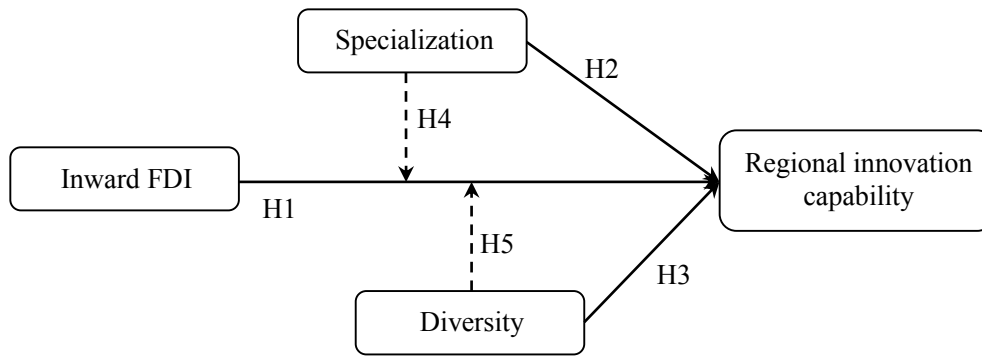 Specialization
H2
H4
Inward FDI
Regional innovation
capability
H1
H5
H3
Diversity